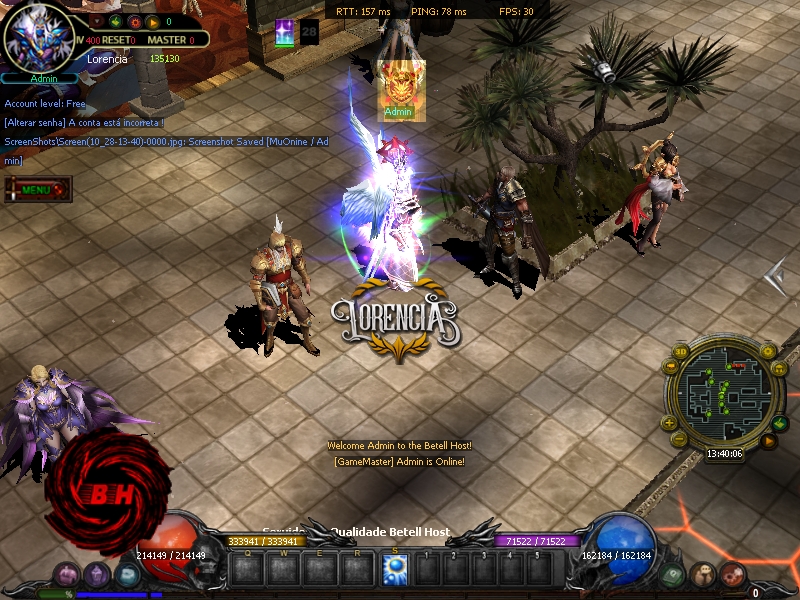 RTT: 157 ms PING: 78 ms FPS: 30
0
400 RESET 0 MASTER 0
28
Lorencia 135130
Admin
Admin
Account level: Free
[Alterar senha] A conta está incorreta !
ScreenShots\Screen(10_28-13-40)-0000.jpg: Screenshot Saved [MuOnine / Ad
min]
MENU
LORENCIA
3D
13:40:06
Welcome Admin to the Betell Host!
[GameMaster] Admin is Online!
BH
Qualidade Betell Host
333941 / 333941
71522 / 71522
214149 / 214149
162184 / 162184
Q W E R S 1 2 3 4 5
%
0